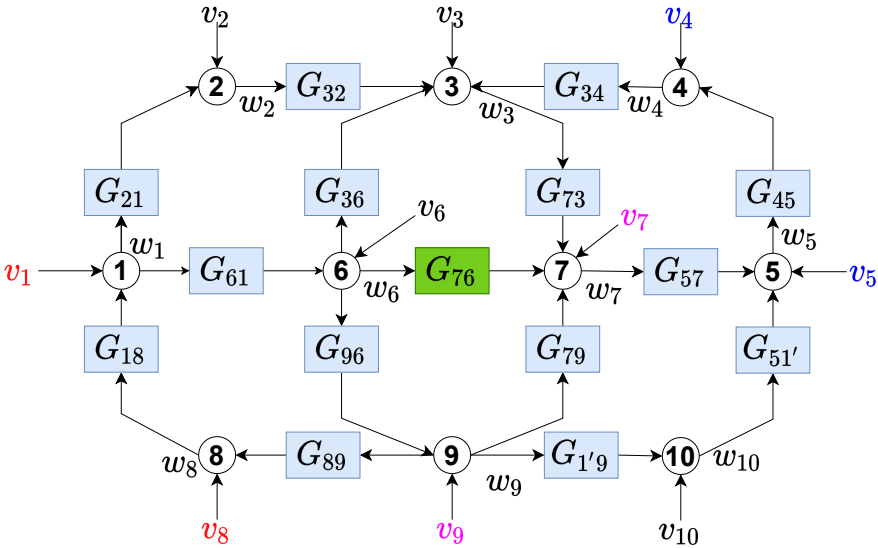 v₂ v₃ v₄
2 G₃₂ 3 G₃₄ 4
w₂ w₃ w₄
G₂₁ G₃₆ G₇₃ G₄₅
v₆ v₇
w₁ w₅
v₁ 1 G₆₁ 6 G₇₆ 7 G₅₇ 5 v₅
w₆ w₇
G₁₈ G₉₆ G₇₉ G₅₁′
8 G₈₉ 9 G₁′₉ 10
w₈ w₉ w₁₀
v₈ v₉ v₁₀